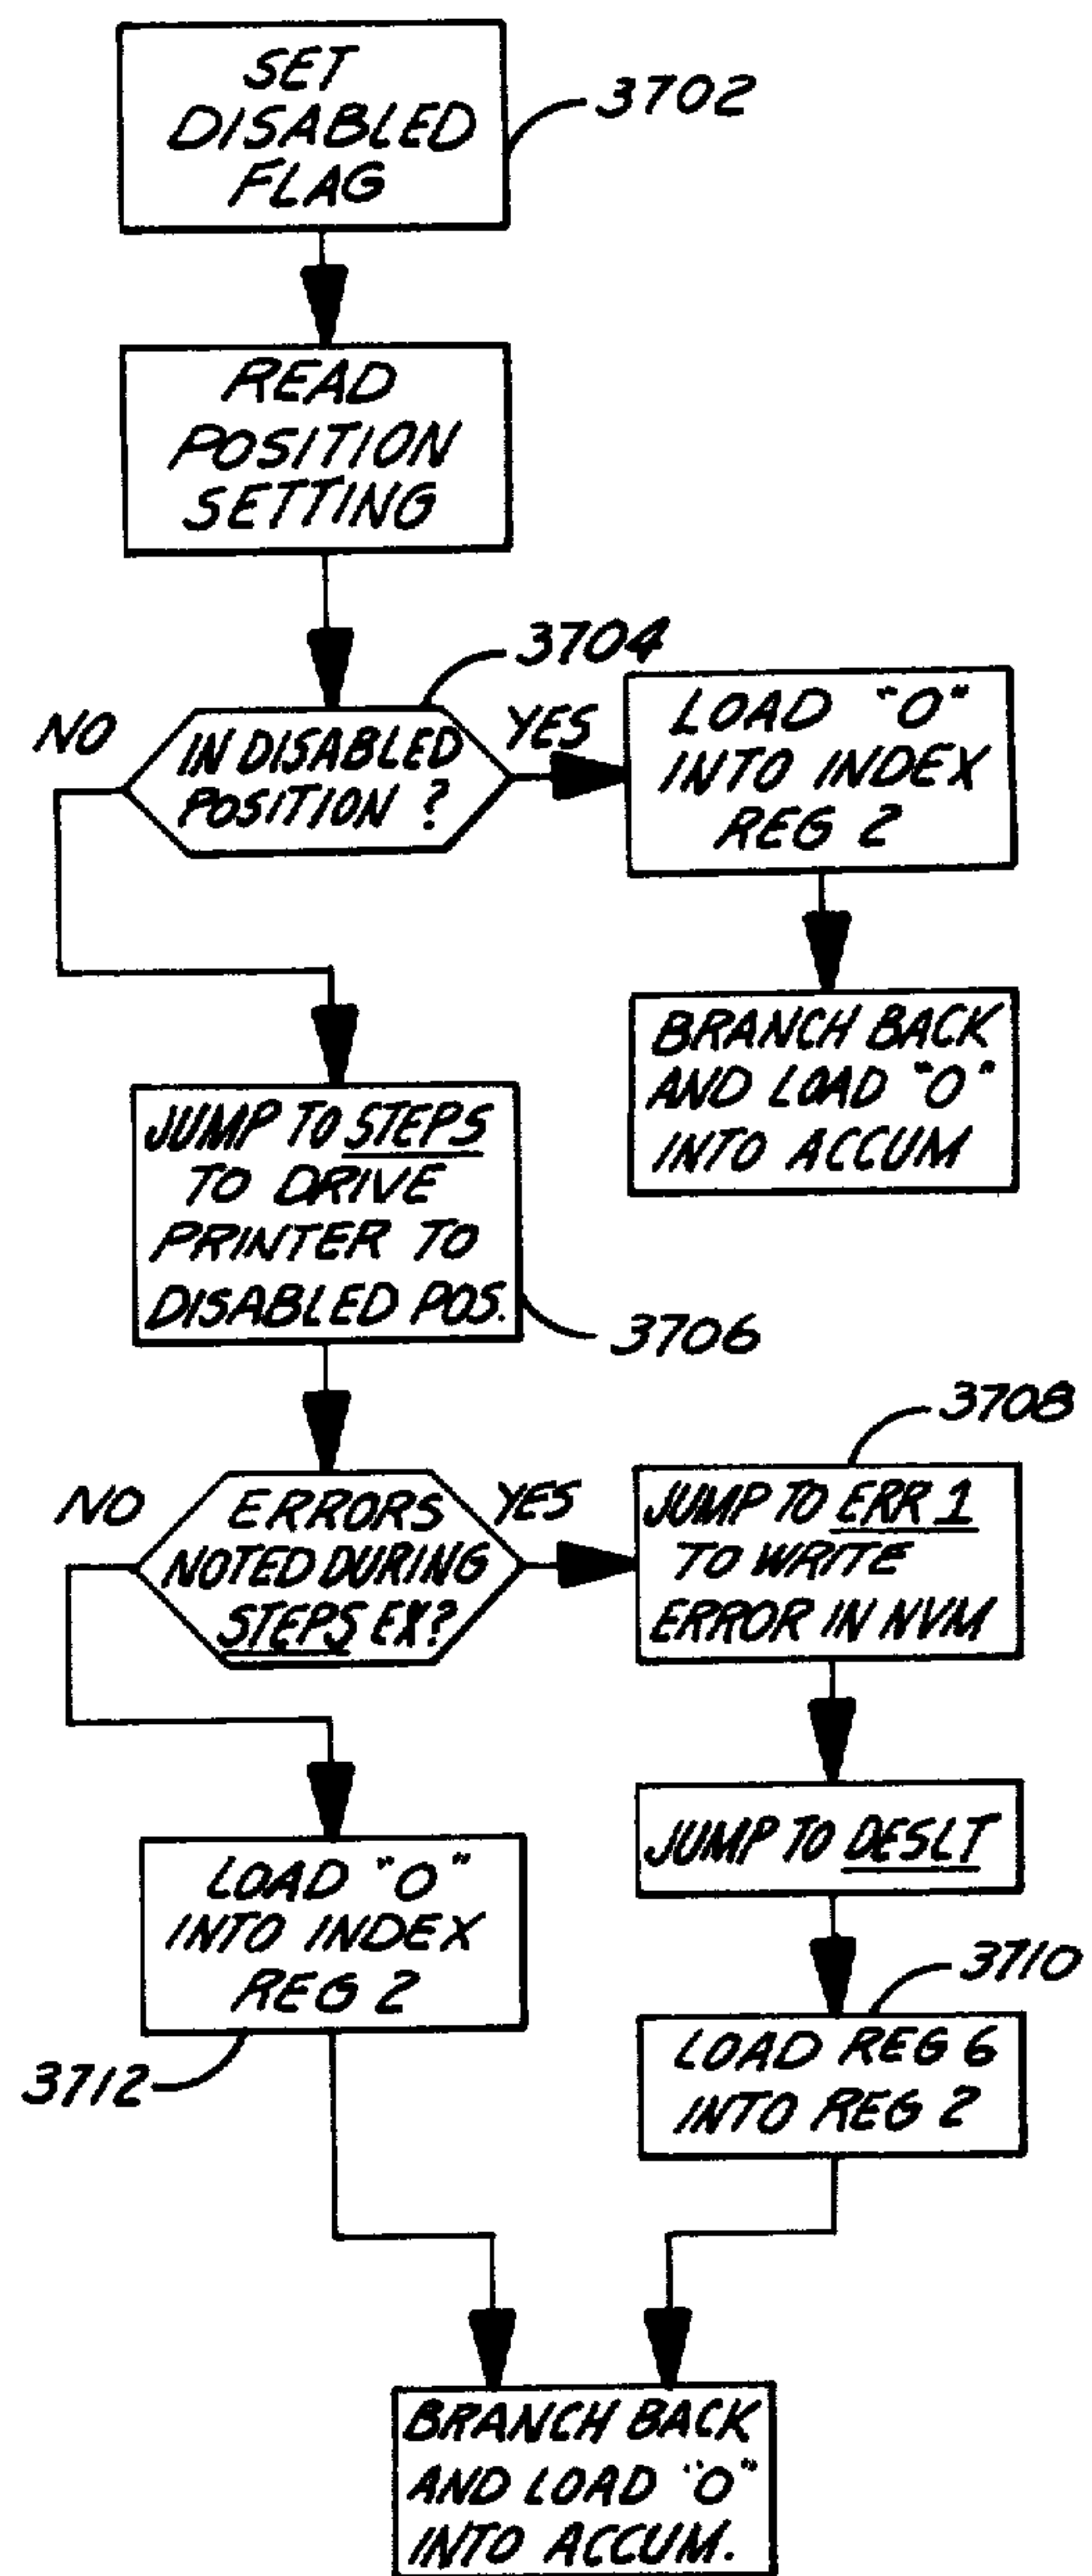 SET
DISABLED
FLAG
3702
READ
POSITION
SETTING
3704
NO
IN DISABLED
POSITION ?
YES
LOAD "O"
INTO INDEX
REG 2
BRANCH BACK
AND LOAD "O"
INTO ACCUM
JUMP TO STEPS
TO DRIVE
PRINTER TO
DISABLED POS.
3706
NO
ERRORS
NOTED DURING
STEPS EX?
YES
3708
JUMP TO ERR 1
TO WRITE
ERROR IN NVM
JUMP TO DESLT
3710
LOAD REG 6
INTO REG 2
LOAD "O"
INTO INDEX
REG 2
3712
BRANCH BACK
AND LOAD "O"
INTO ACCUM.